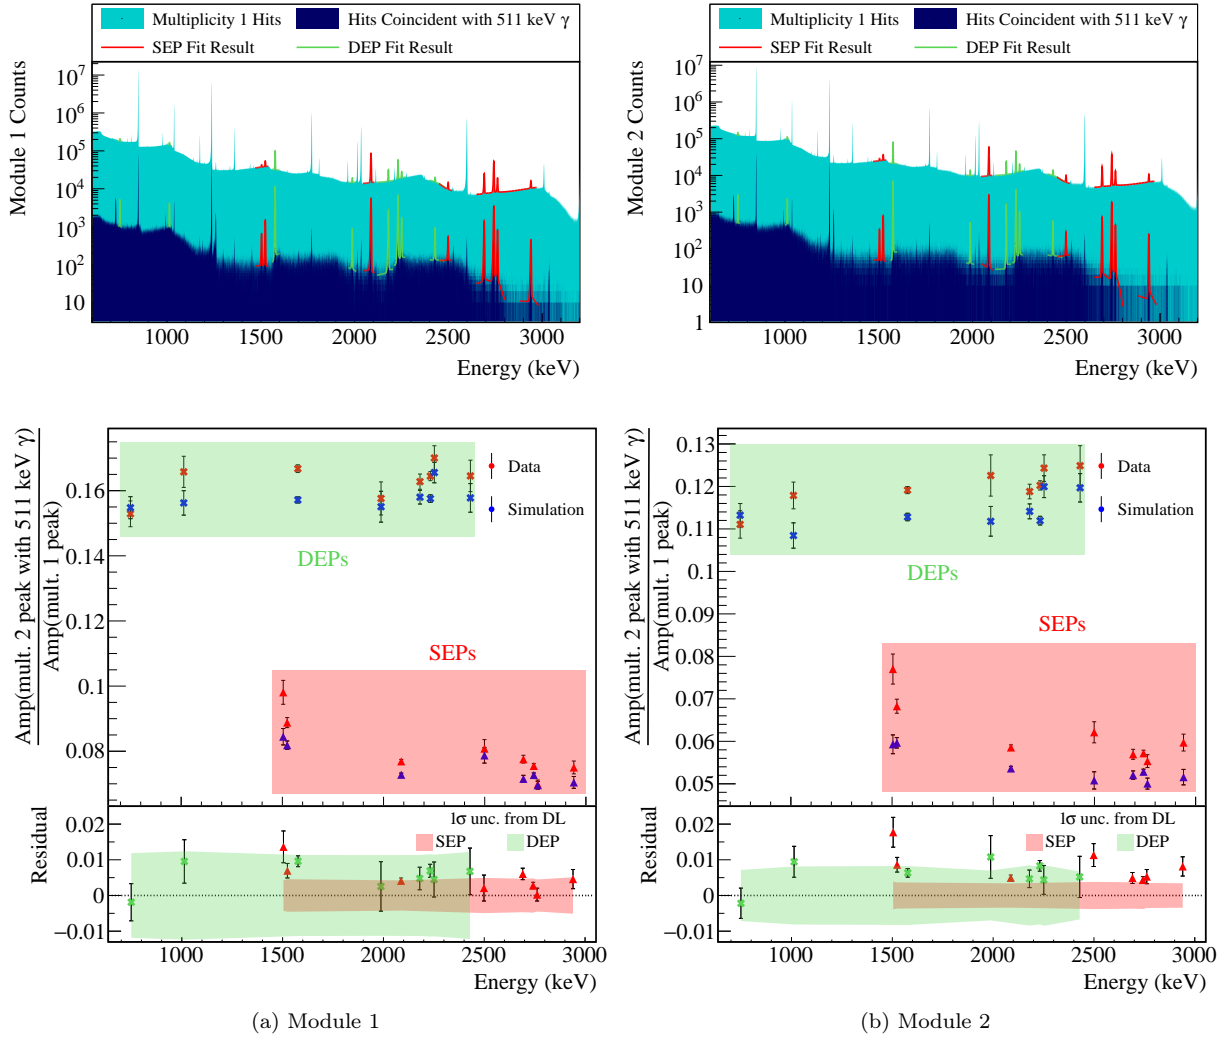 Multiplicity 1 Hits
Hits Coincident with 511 keV γ
SEP Fit Result
DEP Fit Result
Module 1 Counts
10^7
10^6
10^5
10^4
10^3
10^2
10
1000 1500 2000 2500 3000
Energy (keV)
Multiplicity 1 Hits
Hits Coincident with 511 keV γ
SEP Fit Result
DEP Fit Result
Module 2 Counts
10^7
10^6
10^5
10^4
10^3
10^2
10
1
1000 1500 2000 2500 3000
Energy (keV)
Amp(mult. 2 peak with 511 keV γ)
Amp(mult. 1 peak)
0.16
0.14
0.12
0.1
0.08
Data
Simulation
DEPs
SEPs
Residual
0.02
0.01
0
−0.01
1σ unc. from DL
SEP
DEP
1000 1500 2000 2500 3000
Energy (keV)
(a) Module 1
Amp(mult. 2 peak with 511 keV γ)
Amp(mult. 1 peak)
0.13
0.12
0.11
0.1
0.09
0.08
0.07
0.06
0.05
Data
Simulation
DEPs
SEPs
Residual
0.02
0.01
0
−0.01
1σ unc. from DL
SEP
DEP
1000 1500 2000 2500 3000
Energy (keV)
(b) Module 2